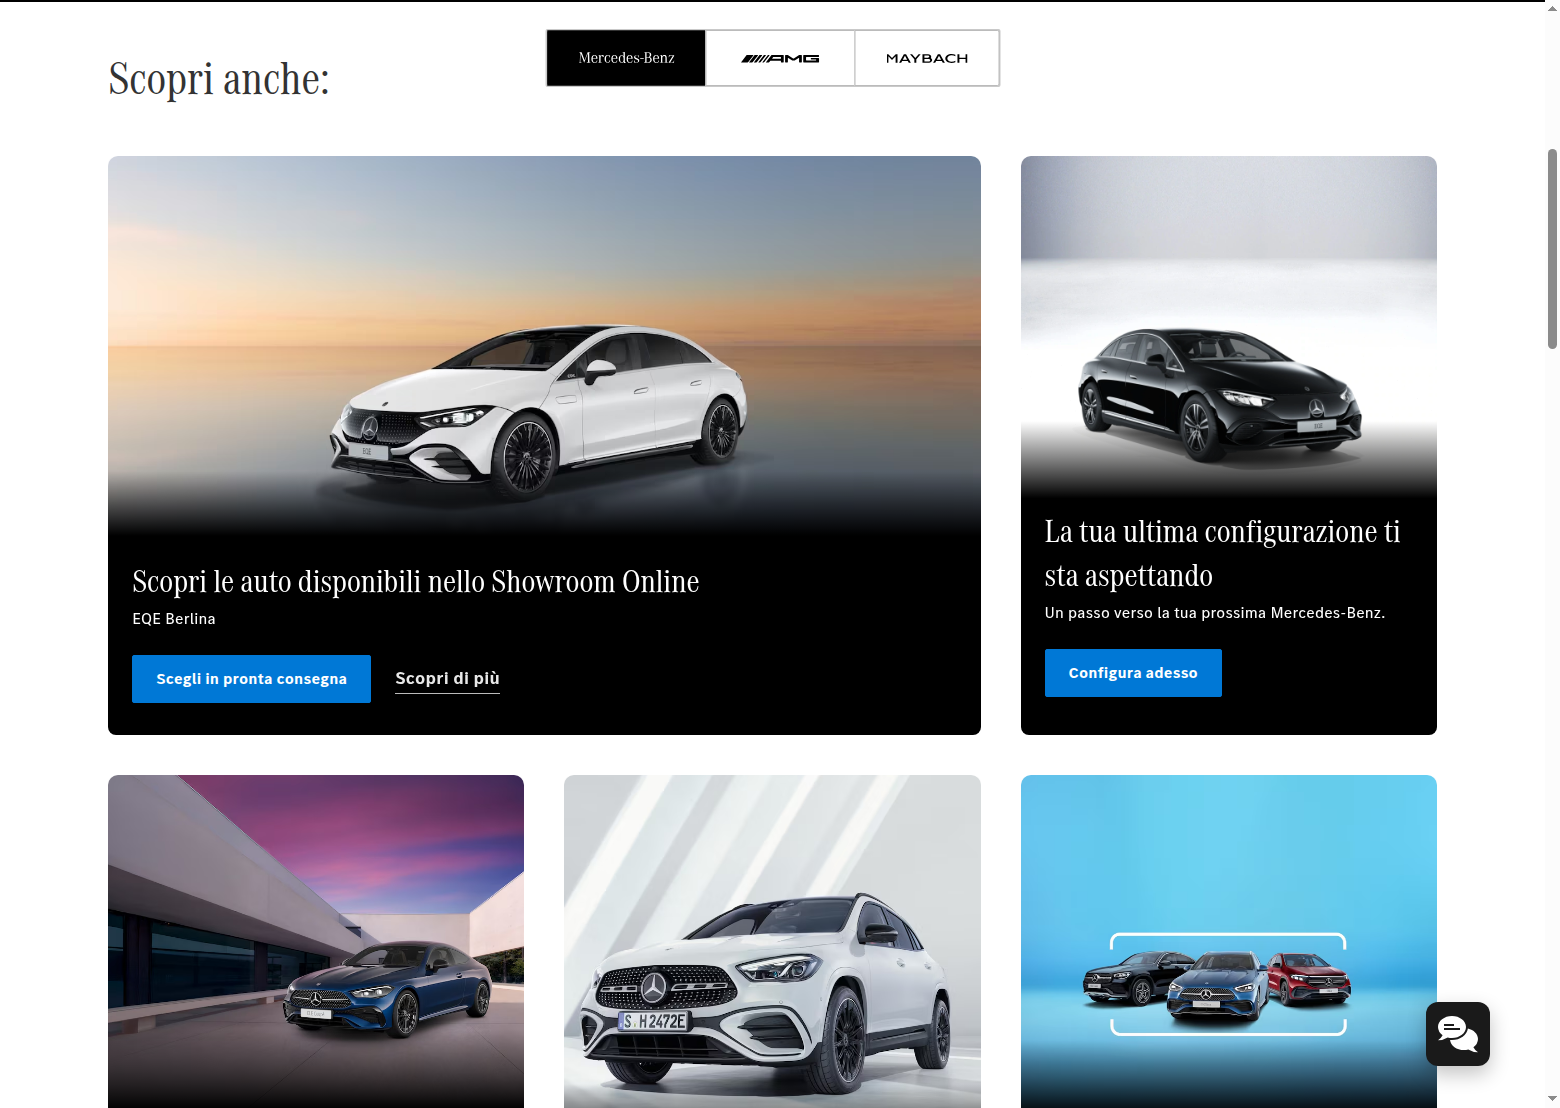 Mercedes-Benz
AMG
MAYBACH
Scopri anche:
EQE
EQE
Scopri le auto disponibili nello Showroom Online
EQE Berlina
Scegli in pronta consegna
Scopri di più
La tua ultima configurazione ti
sta aspettando
Un passo verso la tua prossima Mercedes-Benz.
Configura adesso
S H 2472E